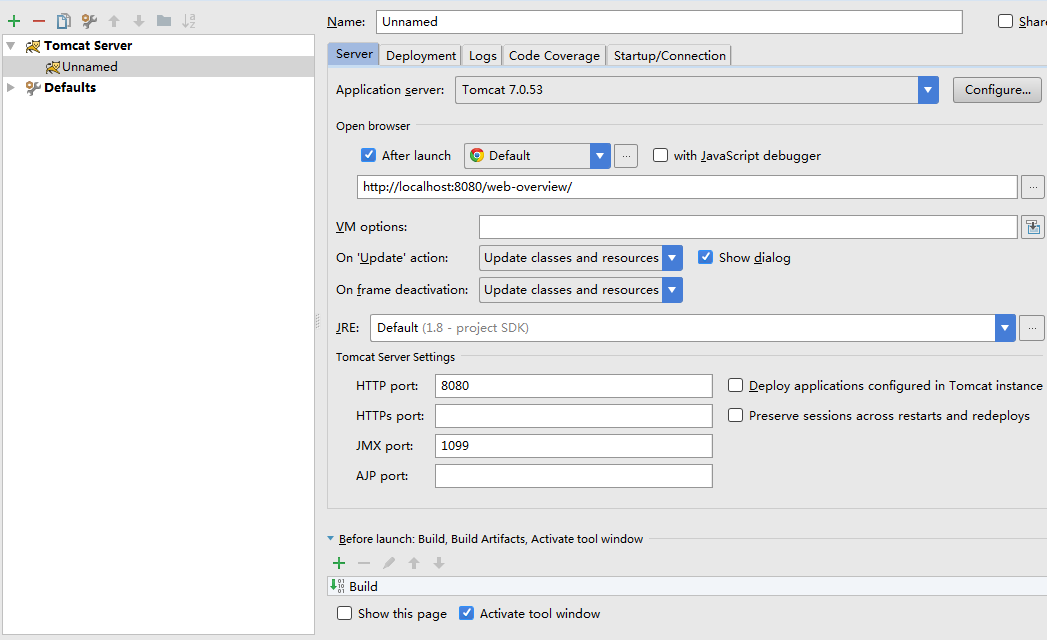 Name: Unnamed Share
Tomcat Server
Unnamed
Defaults
Server Deployment Logs Code Coverage Startup/Connection
Application server: Tomcat 7.0.53 Configure...
Open browser
After launch Default ... with JavaScript debugger
http://localhost:8080/web-overview/ ...
VM options:
On 'Update' action: Update classes and resources Show dialog
On frame deactivation: Update classes and resources
JRE: Default (1.8 - project SDK) ...
Tomcat Server Settings
HTTP port: 8080 Deploy applications configured in Tomcat instance
HTTPs port: Preserve sessions across restarts and redeploys
JMX port: 1099
AJP port:
Before launch: Build, Build Artifacts, Activate tool window
Build
Show this page Activate tool window